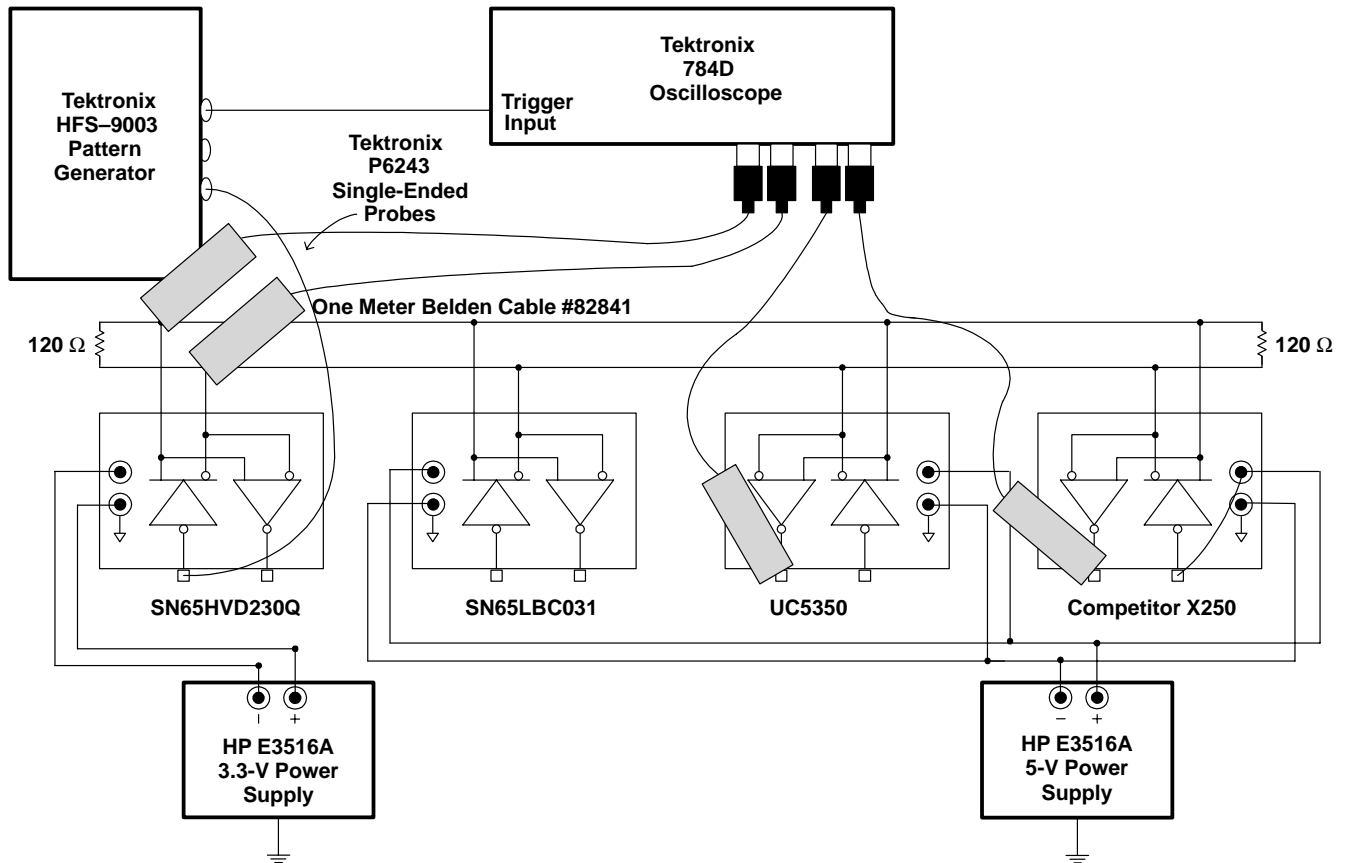 Tektronix
HFS–9003
Pattern
Generator
Tektronix
784D
Oscilloscope
Trigger
Input
Tektronix
P6243
Single-Ended
Probes
One Meter Belden Cable #82841
120 Ω
120 Ω
SN65HVD230Q
SN65LBC031
UC5350
Competitor X250
– +
HP E3516A
3.3-V Power
Supply
– +
HP E3516A
5-V Power
Supply